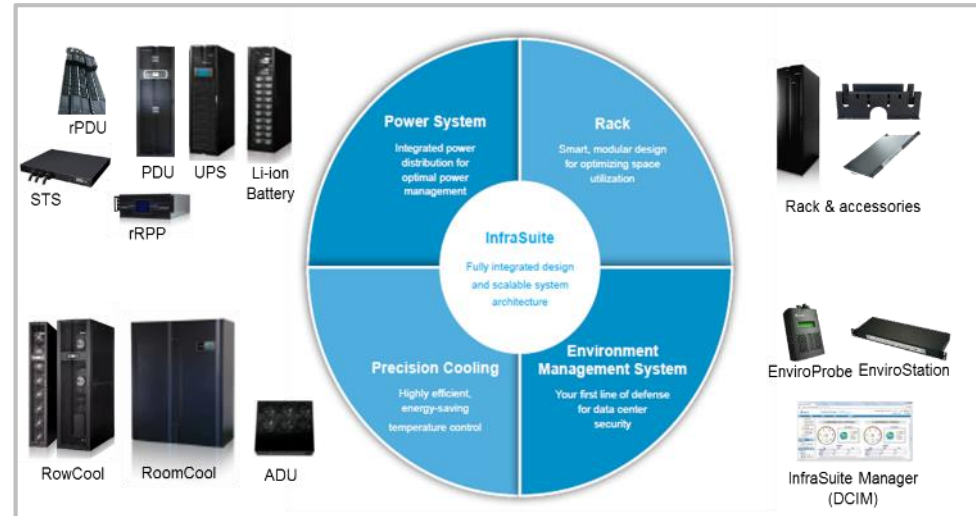 rPDU
PDU
UPS
Li-ion
Battery
STS
rRPP
Power System
Integrated power
distribution for
optimal power
management
Rack
Smart, modular design
for optimizing space
utilization
Rack & accessories
InfraSuite
Fully integrated design
and scalable system
architecture
Precision Cooling
Highly efficient,
energy-saving
temperature control
Environment
Management System
Your first line of defense
for data center
security
RowCool
RoomCool
ADU
EnviroProbe
EnviroStation
InfraSuite Manager
(DCIM)